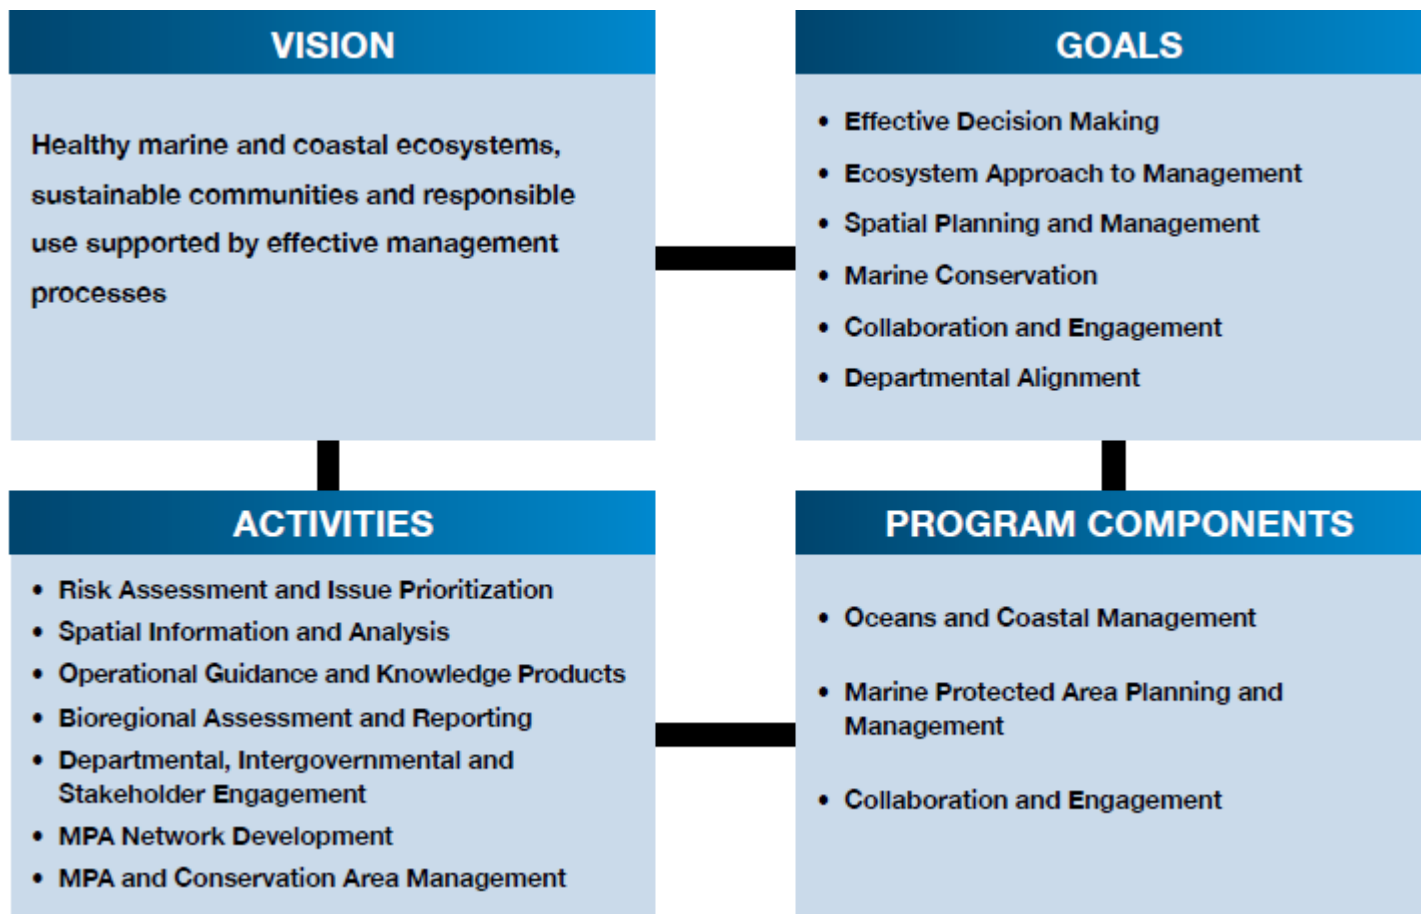 VISION
Healthy marine and coastal ecosystems,
sustainable communities and responsible
use supported by effective management
processes
GOALS
• Effective Decision Making
• Ecosystem Approach to Management
• Spatial Planning and Management
• Marine Conservation
• Collaboration and Engagement
• Departmental Alignment
ACTIVITIES
• Risk Assessment and Issue Prioritization
• Spatial Information and Analysis
• Operational Guidance and Knowledge Products
• Bioregional Assessment and Reporting
• Departmental, Intergovernmental and
Stakeholder Engagement
• MPA Network Development
• MPA and Conservation Area Management
PROGRAM COMPONENTS
• Oceans and Coastal Management
• Marine Protected Area Planning and
Management
• Collaboration and Engagement